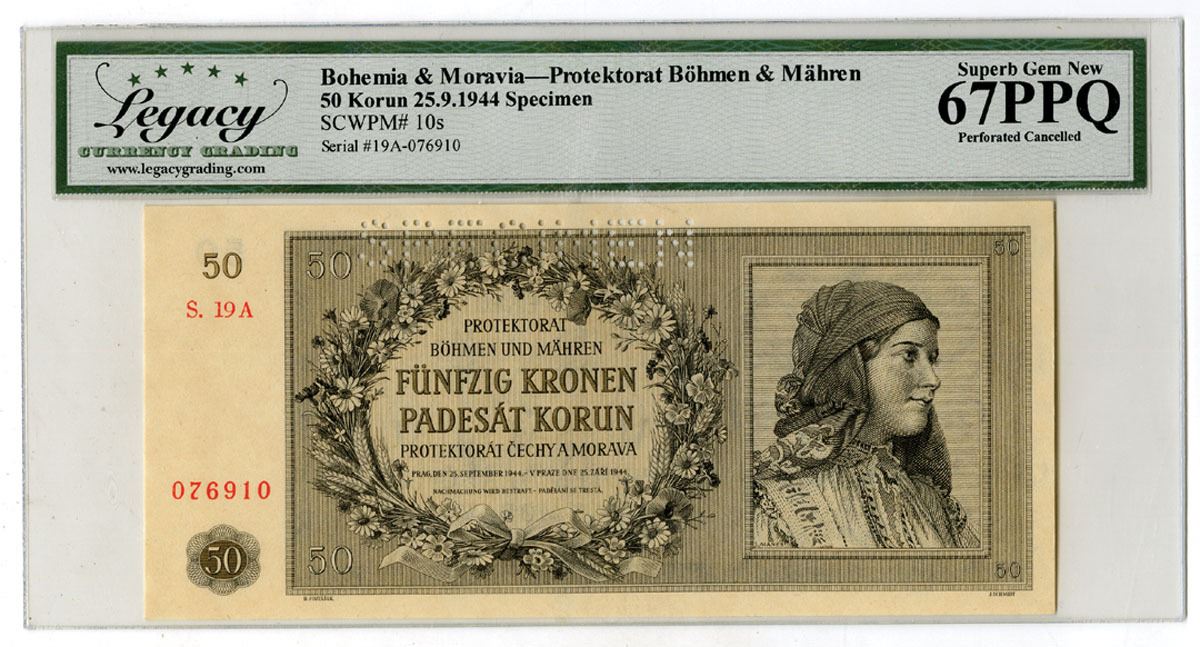 Legacy
CURRENCY GRADING
www.legacygrading.com
Bohemia & Moravia—Protektorat Böhmen & Mähren
50 Korun 25.9.1944 Specimen
SCWPM# 10s
Serial #19A-076910
Superb Gem New
67PPQ
Perforated Cancelled
SPECIMEN
50
S. 19A
076910
50
50
50
PROTEKTORAT
BÖHMEN UND MÄHREN
FÜNFZIG KRONEN
PADESÁT KORUN
PROTEKTORÁT ČECHY A MORAVA
PRAG, DEN 25. SEPTEMBER 1944. - V PRAZE DNE 25. ZÁŘÍ 1944.
NACHMACHUNG WIRD BESTRAFT. - PADĚLÁNÍ SE TRESTÁ.
50
50
J.SCHMIDT